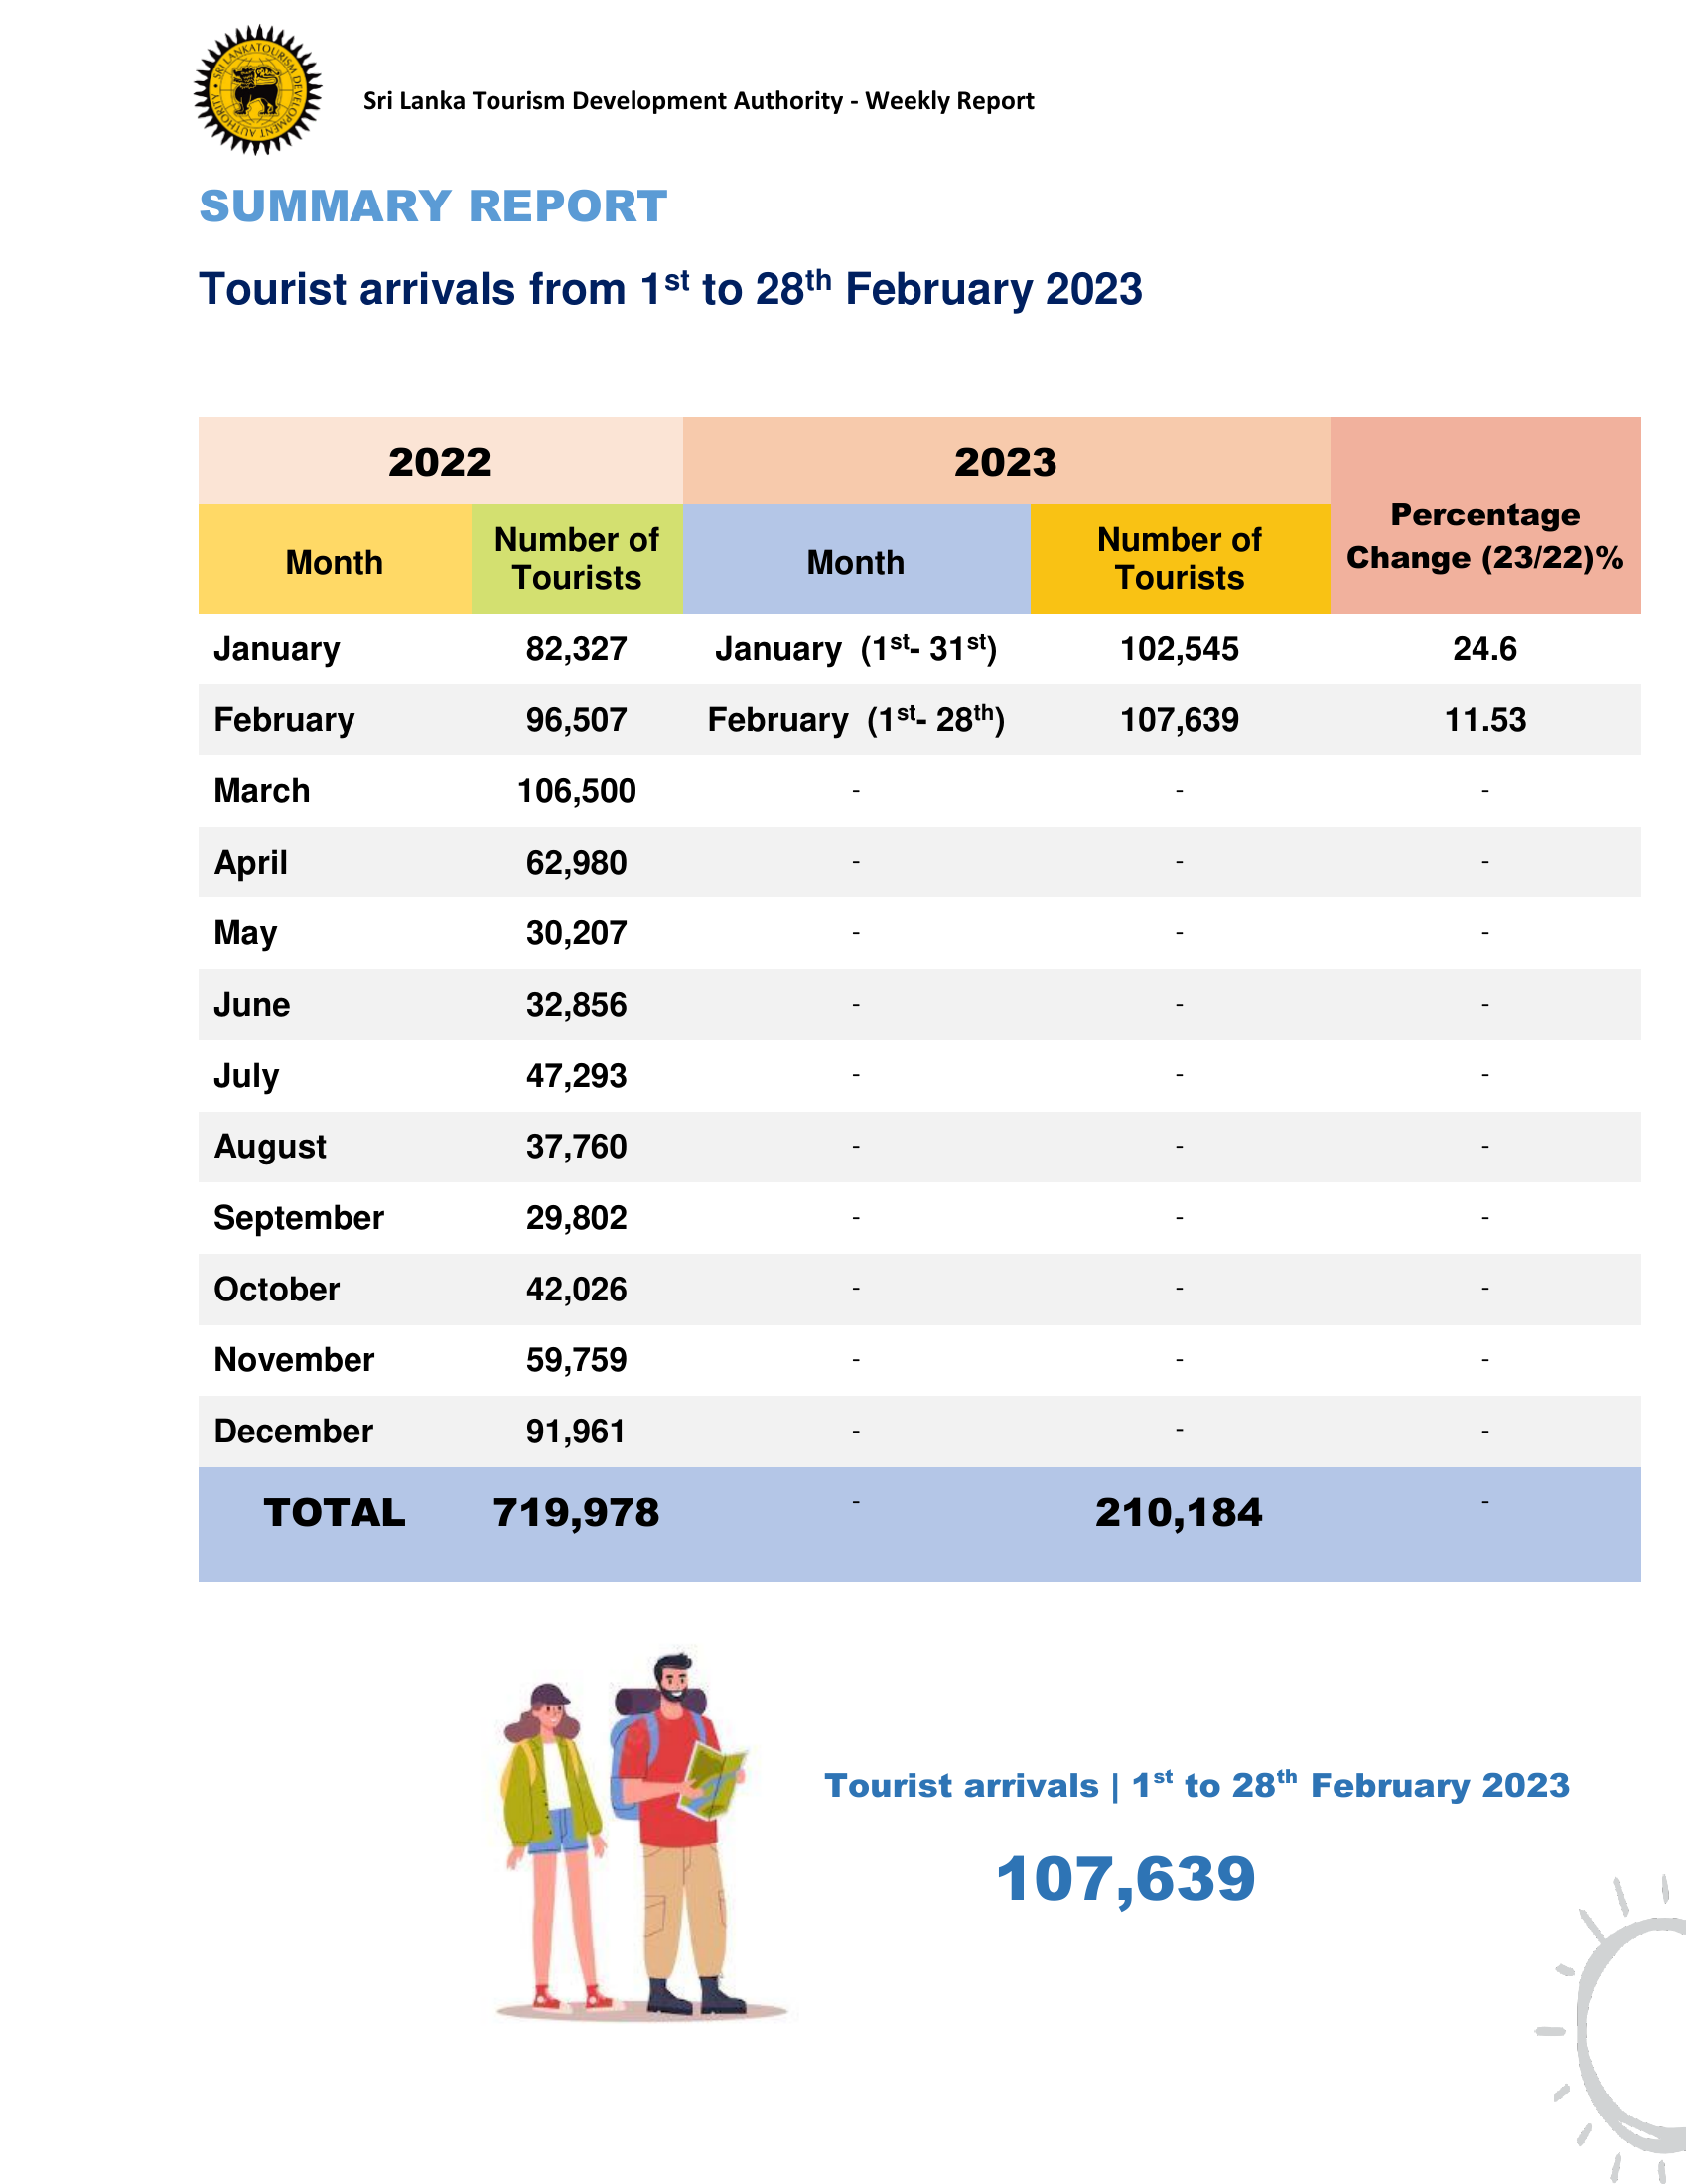 SRI LANKA TOURISM DEVELOPMENT AUTHORITY
Sri Lanka Tourism Development Authority - Weekly Report
SUMMARY REPORT
Tourist arrivals from 1st to 28th February 2023
2022 2023
Percentage
Change (23/22)%
Month Number of Tourists Month Number of Tourists
January 82,327 January (1st- 31st) 102,545 24.6
February 96,507 February (1st- 28th) 107,639 11.53
March 106,500 - - -
April 62,980 - - -
May 30,207 - - -
June 32,856 - - -
July 47,293 - - -
August 37,760 - - -
September 29,802 - - -
October 42,026 - - -
November 59,759 - - -
December 91,961 - - -
TOTAL 719,978 - 210,184 -
Tourist arrivals | 1st to 28th February 2023
107,639